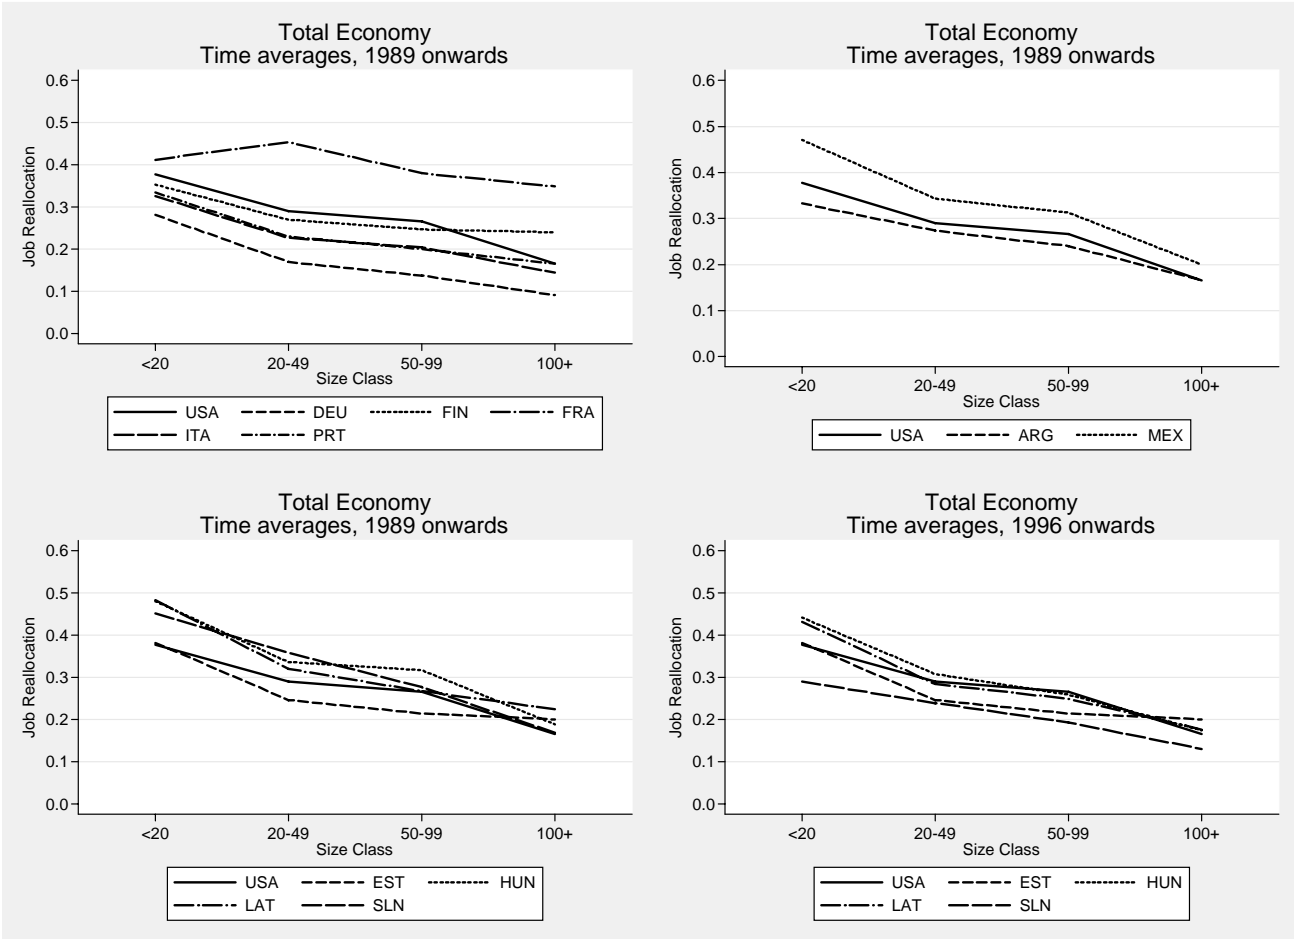 Total Economy
Time averages, 1989 onwards
Job Reallocation
0.6
0.5
0.4
0.3
0.2
0.1
0.0
<20 20-49 50-99 100+
Size Class
USA DEU FIN FRA
ITA PRT
Total Economy
Time averages, 1989 onwards
Job Reallocation
0.6
0.5
0.4
0.3
0.2
0.1
0.0
<20 20-49 50-99 100+
Size Class
USA ARG MEX
Total Economy
Time averages, 1989 onwards
Job Reallocation
0.6
0.5
0.4
0.3
0.2
0.1
0.0
<20 20-49 50-99 100+
Size Class
USA EST HUN
LAT SLN
Total Economy
Time averages, 1996 onwards
Job Reallocation
0.6
0.5
0.4
0.3
0.2
0.1
0.0
<20 20-49 50-99 100+
Size Class
USA EST HUN
LAT SLN